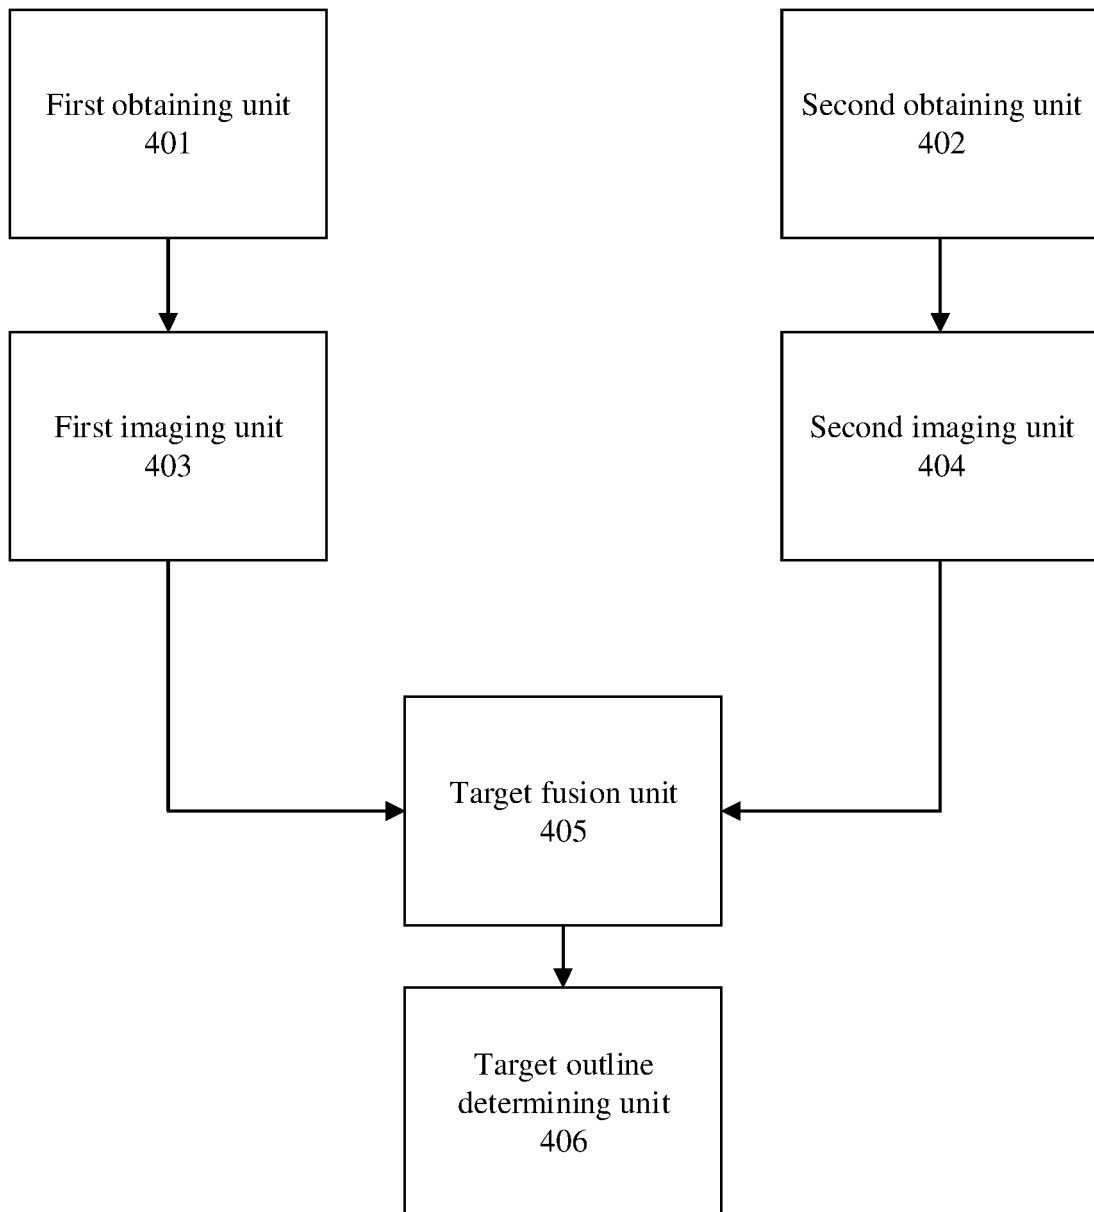 First obtaining unit
401
Second obtaining unit
402
First imaging unit
403
Second imaging unit
404
Target fusion unit
405
Target outline
determining unit
406